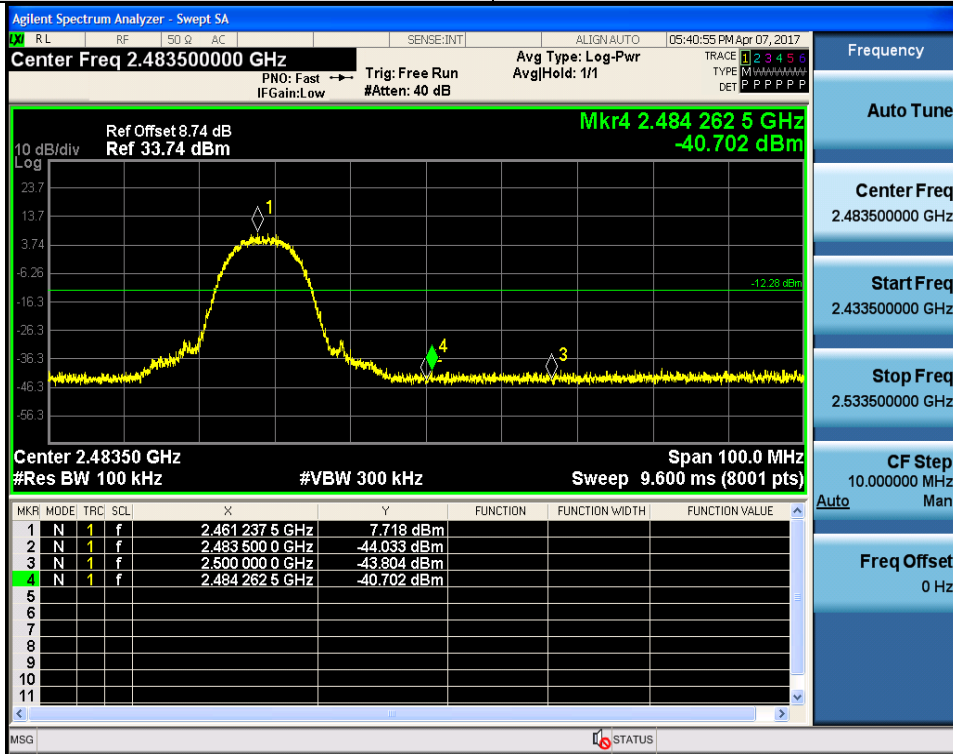 Agilent Spectrum Analyzer - Swept SA
LXI RL RF 50 Ω AC SENSE:INT ALIGNAUTO 05:40:55 PM Apr 07, 2017
Center Freq 2.483500000 GHz
PNO: Fast
IFGain:Low
Trig: Free Run
#Atten: 40 dB
Avg Type: Log-Pwr
Avg|Hold: 1/1
TRACE 1 2 3 4 5 6
TYPE M
DET P P P P P P
Mkr4 2.484 262 5 GHz
-40.702 dBm
Ref Offset 8.74 dB
10 dB/div Ref 33.74 dBm
Log
23.7
13.7
3.74
-6.26
-16.3
-26.3
-36.3
-46.3
-56.3
1
-12.28 dBm
4
3
Center 2.48350 GHz Span 100.0 MHz
#Res BW 100 kHz #VBW 300 kHz Sweep 9.600 ms (8001 pts)
MKR MODE TRC SCL X Y FUNCTION FUNCTION WIDTH FUNCTION VALUE
1 N 1 f 2.461 237 5 GHz 7.718 dBm
2 N 1 f 2.483 500 0 GHz -44.033 dBm
3 N 1 f 2.500 000 0 GHz -43.804 dBm
4 N 1 f 2.484 262 5 GHz -40.702 dBm
5
6
7
8
9
10
11
MSG STATUS
Frequency
Auto Tune
Center Freq
2.483500000 GHz
Start Freq
2.433500000 GHz
Stop Freq
2.533500000 GHz
CF Step
10.000000 MHz
Auto Man
Freq Offset
0 Hz